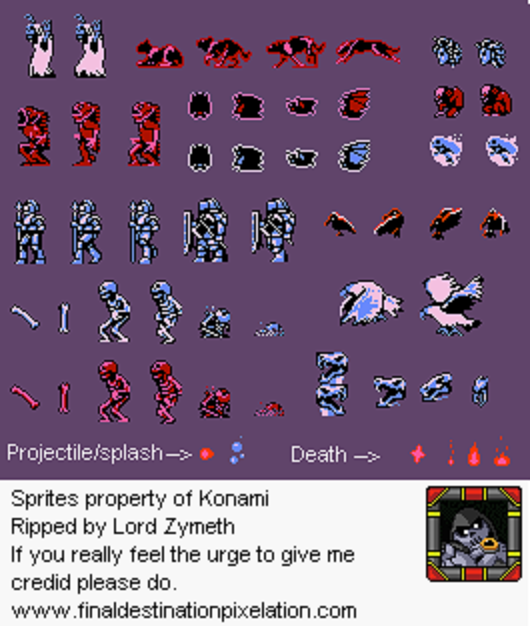 Projectile/splash-->
Death -->
Sprites property of Konami
Ripped by Lord Zymeth
If you really feel the urge to give me
credid please do.
www.finaldestinationpixelation.com